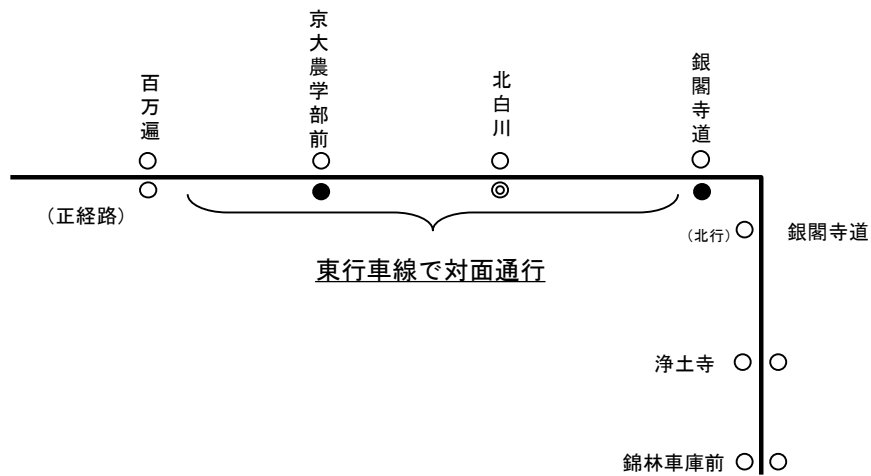 百万遍
京大農学部前
北白川
銀閣寺道
(正経路)
(北行)
銀閣寺道
東行車線で対面通行
浄土寺
錦林車庫前